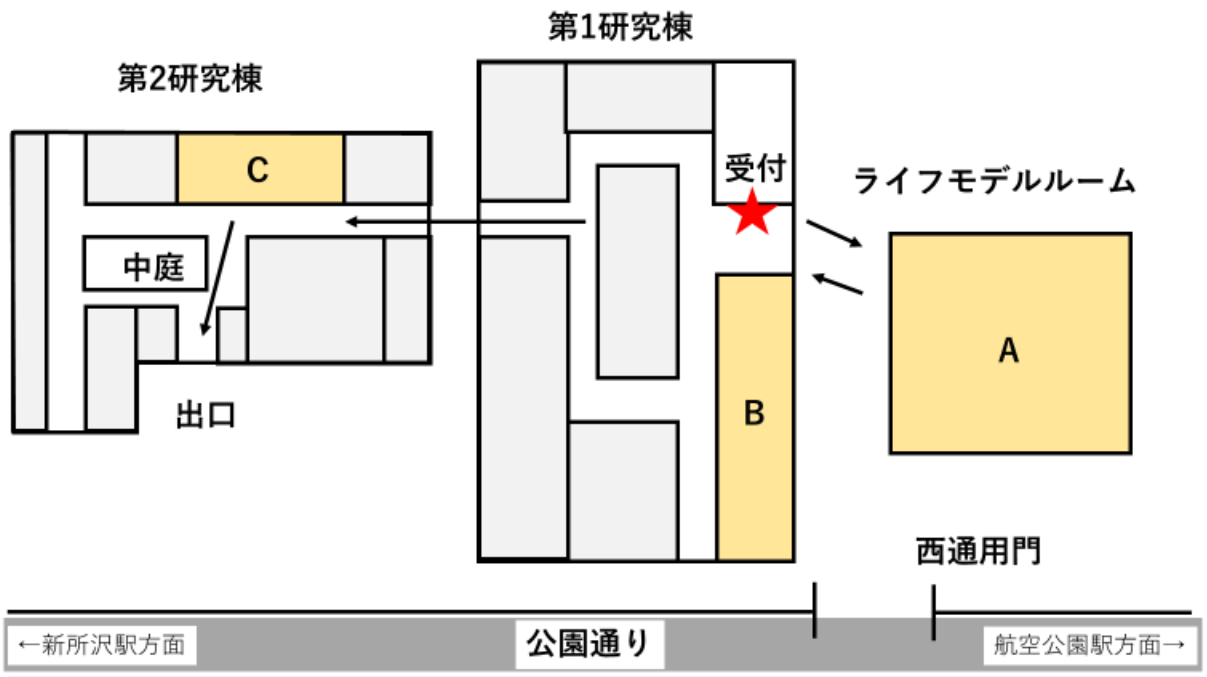 第1研究棟
第2研究棟
C
受付
ライフモデルルーム
中庭
A
B
出口
西通用門
←新所沢駅方面
公園通り
航空公園駅方面→